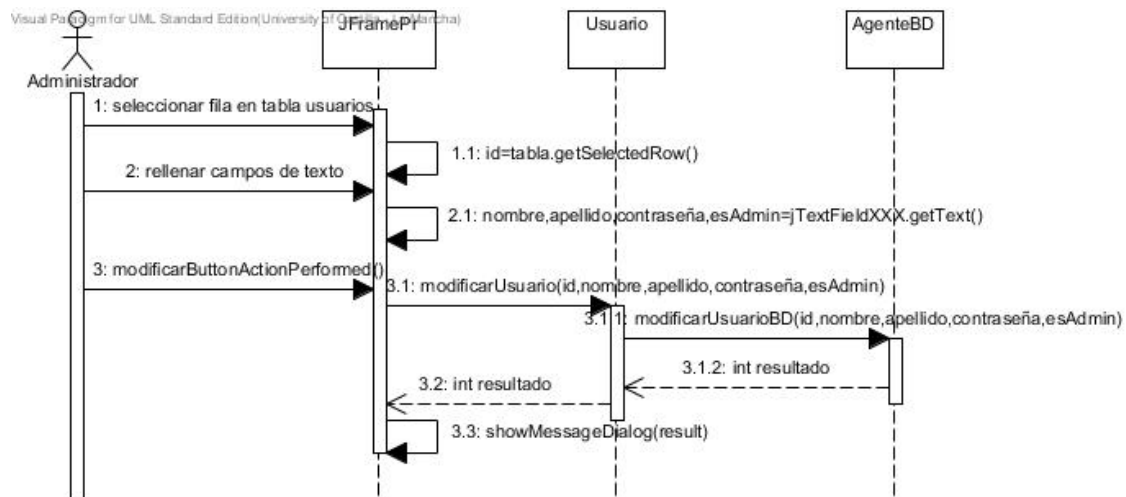 Visual Paradigm for UML Standard Edition(University of Castilla - La Mancha)
JFramePr
Usuario
AgenteBD
Administrador
1: seleccionar fila en tabla usuarios
1.1: id=tabla.getSelectedRow()
2: rellenar campos de texto
2.1: nombre,apellido,contraseña,esAdmin=jTextFieldXXX.getText()
3: modificarButtonActionPerformed()
3.1: modificarUsuario(id,nombre,apellido,contraseña,esAdmin)
3.1.1: modificarUsuarioBD(id,nombre,apellido,contraseña,esAdmin)
3.1.2: int resultado
3.2: int resultado
3.3: showMessageDialog(result)